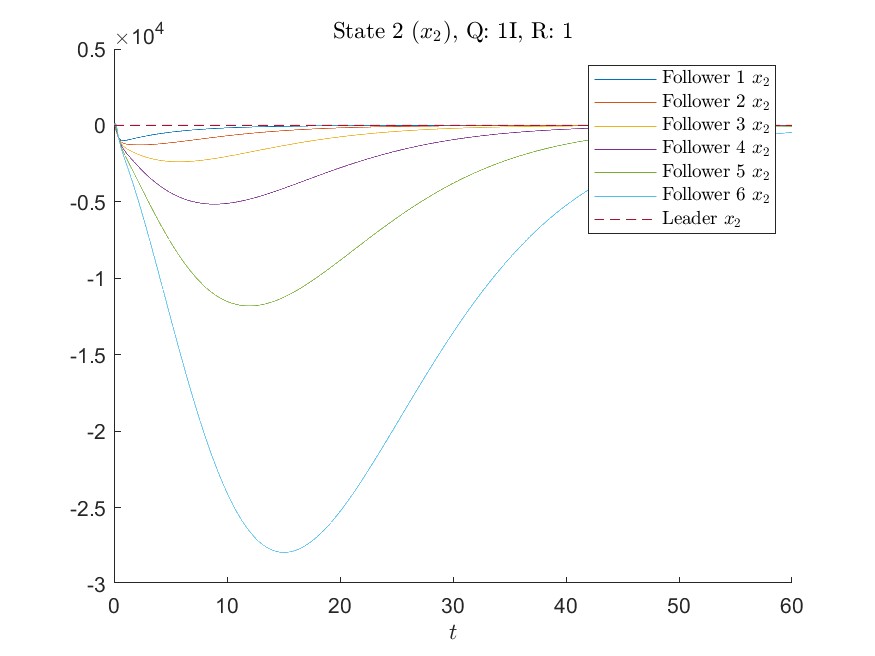 State 2 (x₂), Q: 1I, R: 1
×10⁴
0.5
0
-0.5
-1
-1.5
-2
-2.5
-3
0 10 20 30 40 50 60
t
Follower 1 x₂
Follower 2 x₂
Follower 3 x₂
Follower 4 x₂
Follower 5 x₂
Follower 6 x₂
Leader x₂